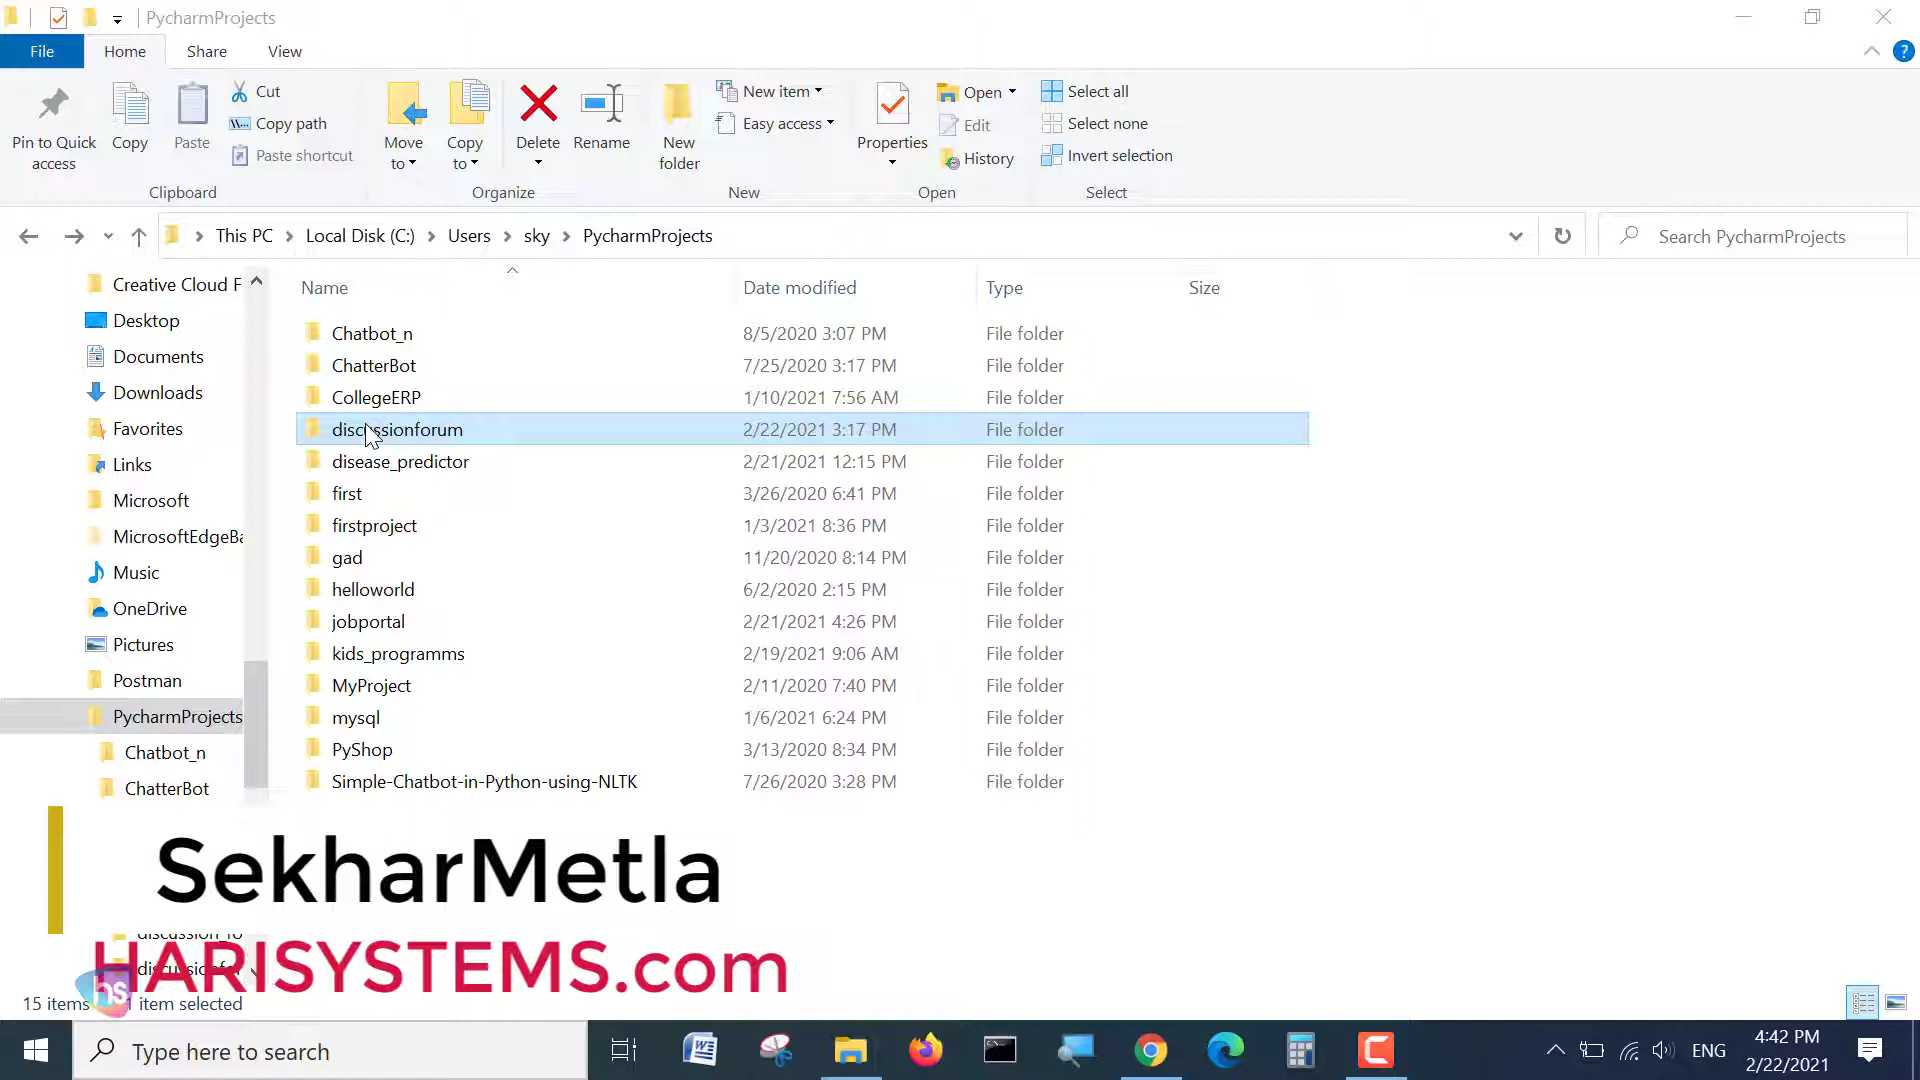 PycharmProjects
File Home Share View
Pin to Quick access
Copy
Paste
Cut
Copy path
Paste shortcut
Clipboard
Move to
Copy to
Delete
Rename
Organize
New folder
New item
Easy access
New
Properties
Open
Edit
History
Open
Select all
Select none
Invert selection
Select
This PC Local Disk (C:) Users sky PycharmProjects
Search PycharmProjects
Creative Cloud F
Desktop
Documents
Downloads
Favorites
Links
Microsoft
MicrosoftEdgeBa
Music
OneDrive
Pictures
Postman
PycharmProjects
Chatbot_n
ChatterBot
Name Date modified Type Size
Chatbot_n 8/5/2020 3:07 PM File folder
ChatterBot 7/25/2020 3:17 PM File folder
CollegeERP 1/10/2021 7:56 AM File folder
discussionforum 2/22/2021 3:17 PM File folder
disease_predictor 2/21/2021 12:15 PM File folder
first 3/26/2020 6:41 PM File folder
firstproject 1/3/2021 8:36 PM File folder
gad 11/20/2020 8:14 PM File folder
helloworld 6/2/2020 2:15 PM File folder
jobportal 2/21/2021 4:26 PM File folder
kids_programms 2/19/2021 9:06 AM File folder
MyProject 2/11/2020 7:40 PM File folder
mysql 1/6/2021 6:24 PM File folder
PyShop 3/13/2020 8:34 PM File folder
Simple-Chatbot-in-Python-using-NLTK 7/26/2020 3:28 PM File folder
SekharMetla
HARISYSTEMS.com
hs
15 items 1 item selected
Type here to search
ENG
4:42 PM
2/22/2021